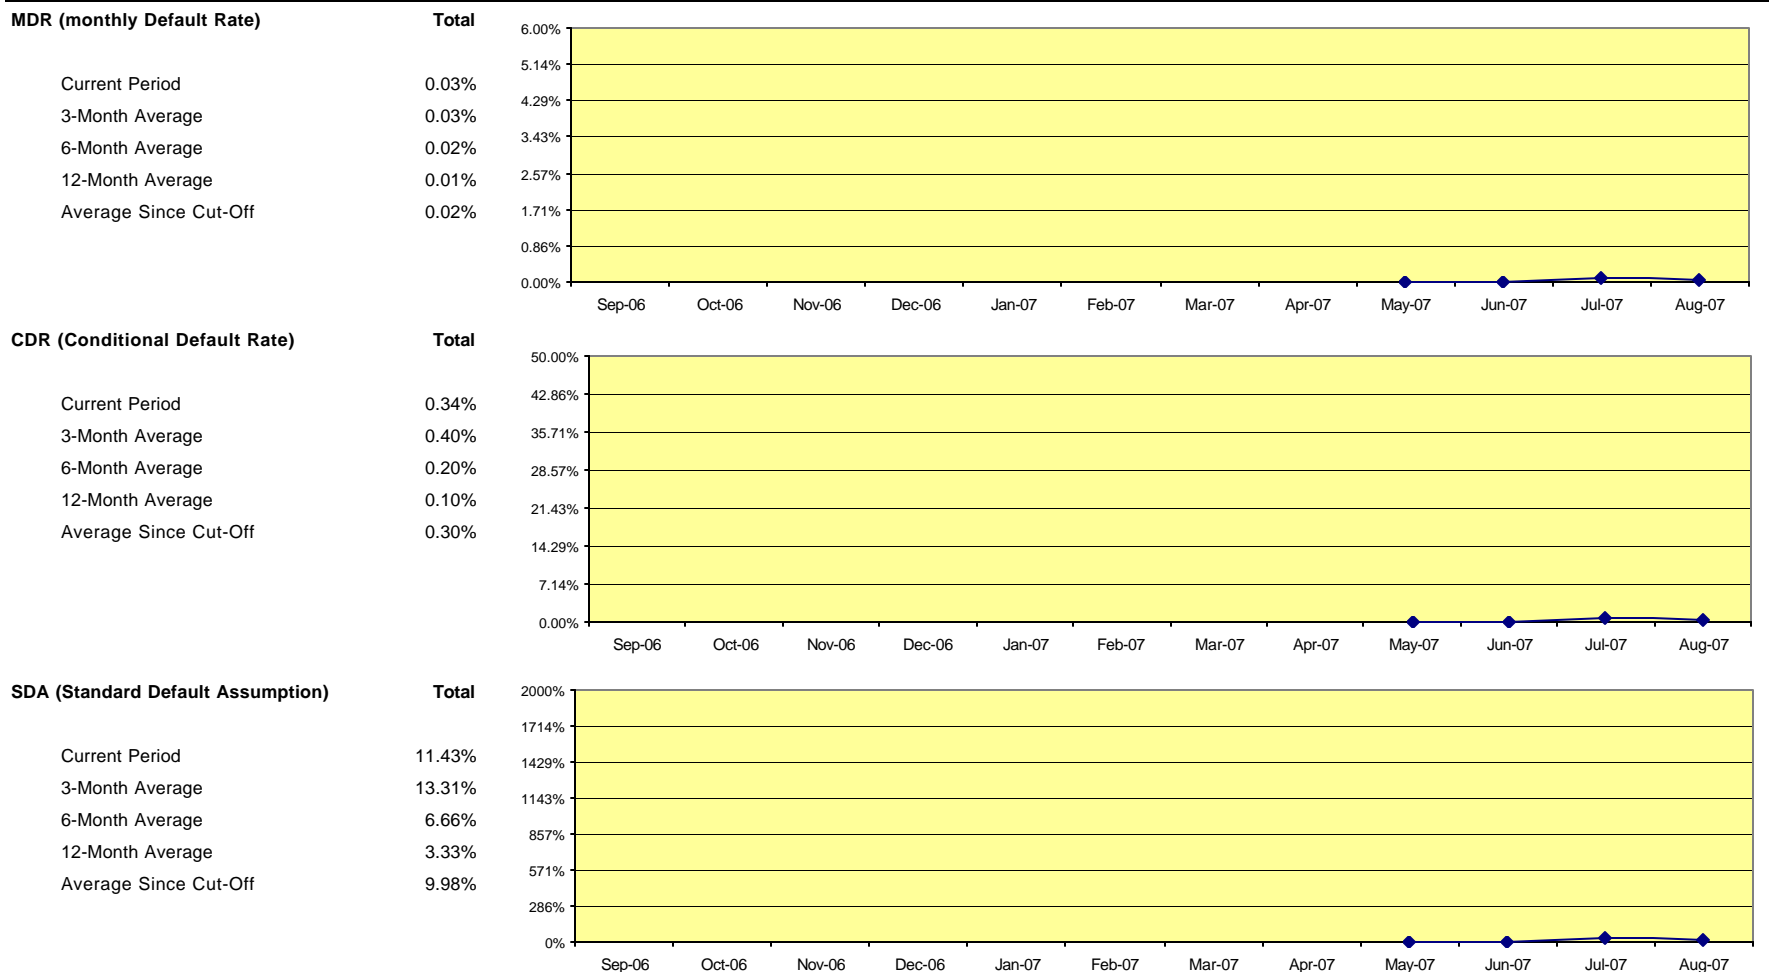 MDR (monthly Default Rate) Total
Current Period 0.03%
3-Month Average 0.03%
6-Month Average 0.02%
12-Month Average 0.01%
Average Since Cut-Off 0.02%
6.00%
5.14%
4.29%
3.43%
2.57%
1.71%
0.86%
0.00%
Sep-06 Oct-06 Nov-06 Dec-06 Jan-07 Feb-07 Mar-07 Apr-07 May-07 Jun-07 Jul-07 Aug-07
CDR (Conditional Default Rate) Total
Current Period 0.34%
3-Month Average 0.40%
6-Month Average 0.20%
12-Month Average 0.10%
Average Since Cut-Off 0.30%
50.00%
42.86%
35.71%
28.57%
21.43%
14.29%
7.14%
0.00%
Sep-06 Oct-06 Nov-06 Dec-06 Jan-07 Feb-07 Mar-07 Apr-07 May-07 Jun-07 Jul-07 Aug-07
SDA (Standard Default Assumption) Total
Current Period 11.43%
3-Month Average 13.31%
6-Month Average 6.66%
12-Month Average 3.33%
Average Since Cut-Off 9.98%
2000%
1714%
1429%
1143%
857%
571%
286%
0%
Sep-06 Oct-06 Nov-06 Dec-06 Jan-07 Feb-07 Mar-07 Apr-07 May-07 Jun-07 Jul-07 Aug-07